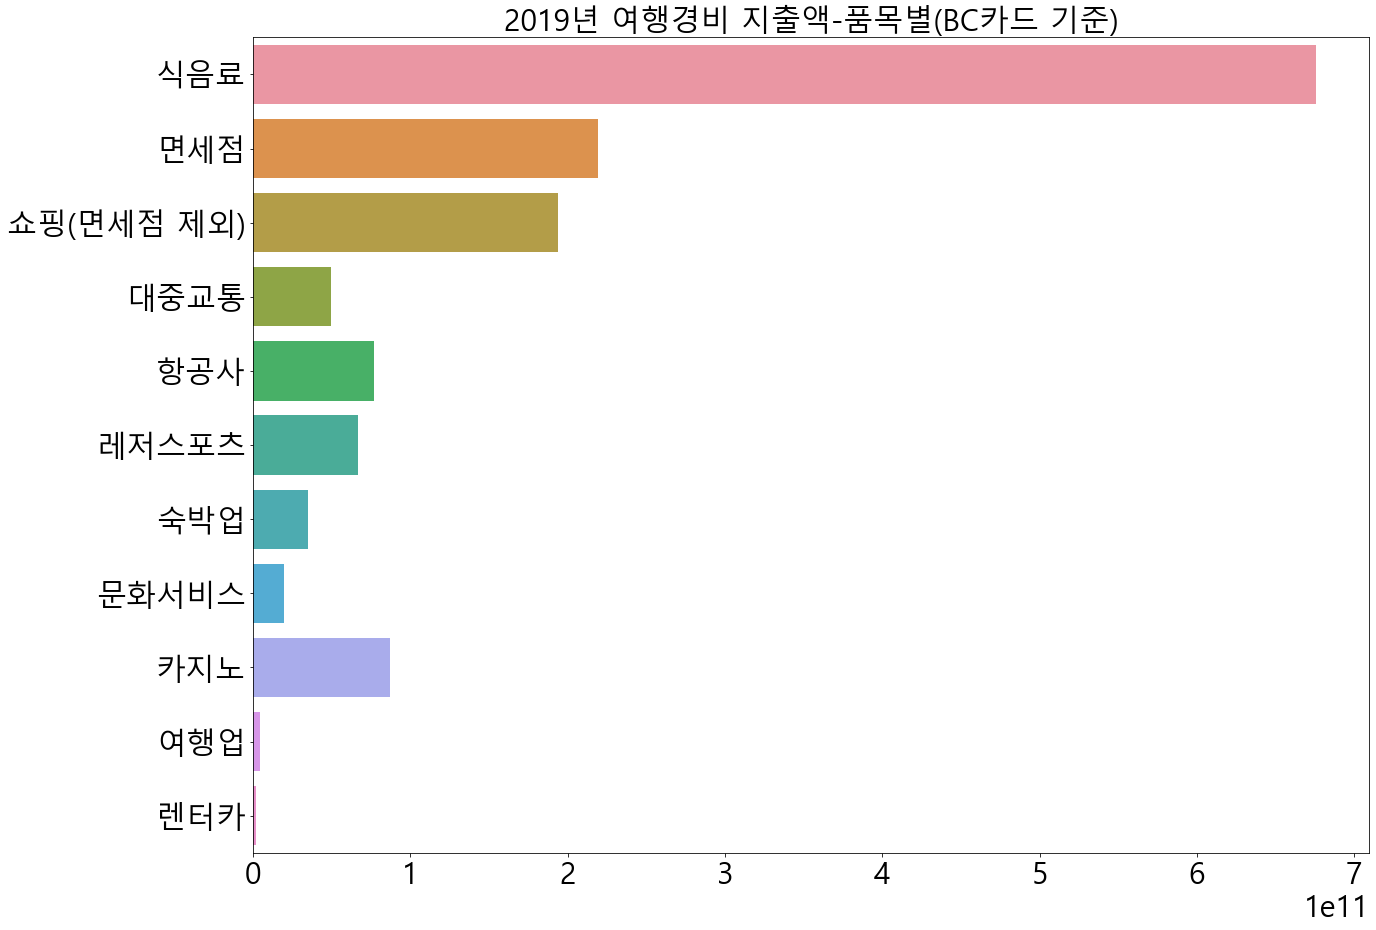 2019년 여행경비 지출액-품목별(BC카드 기준)
식음료
면세점
쇼핑(면세점 제외)
대중교통
항공사
레저스포츠
숙박업
문화서비스
카지노
여행업
렌터카
0 1 2 3 4 5 6 7
1e11